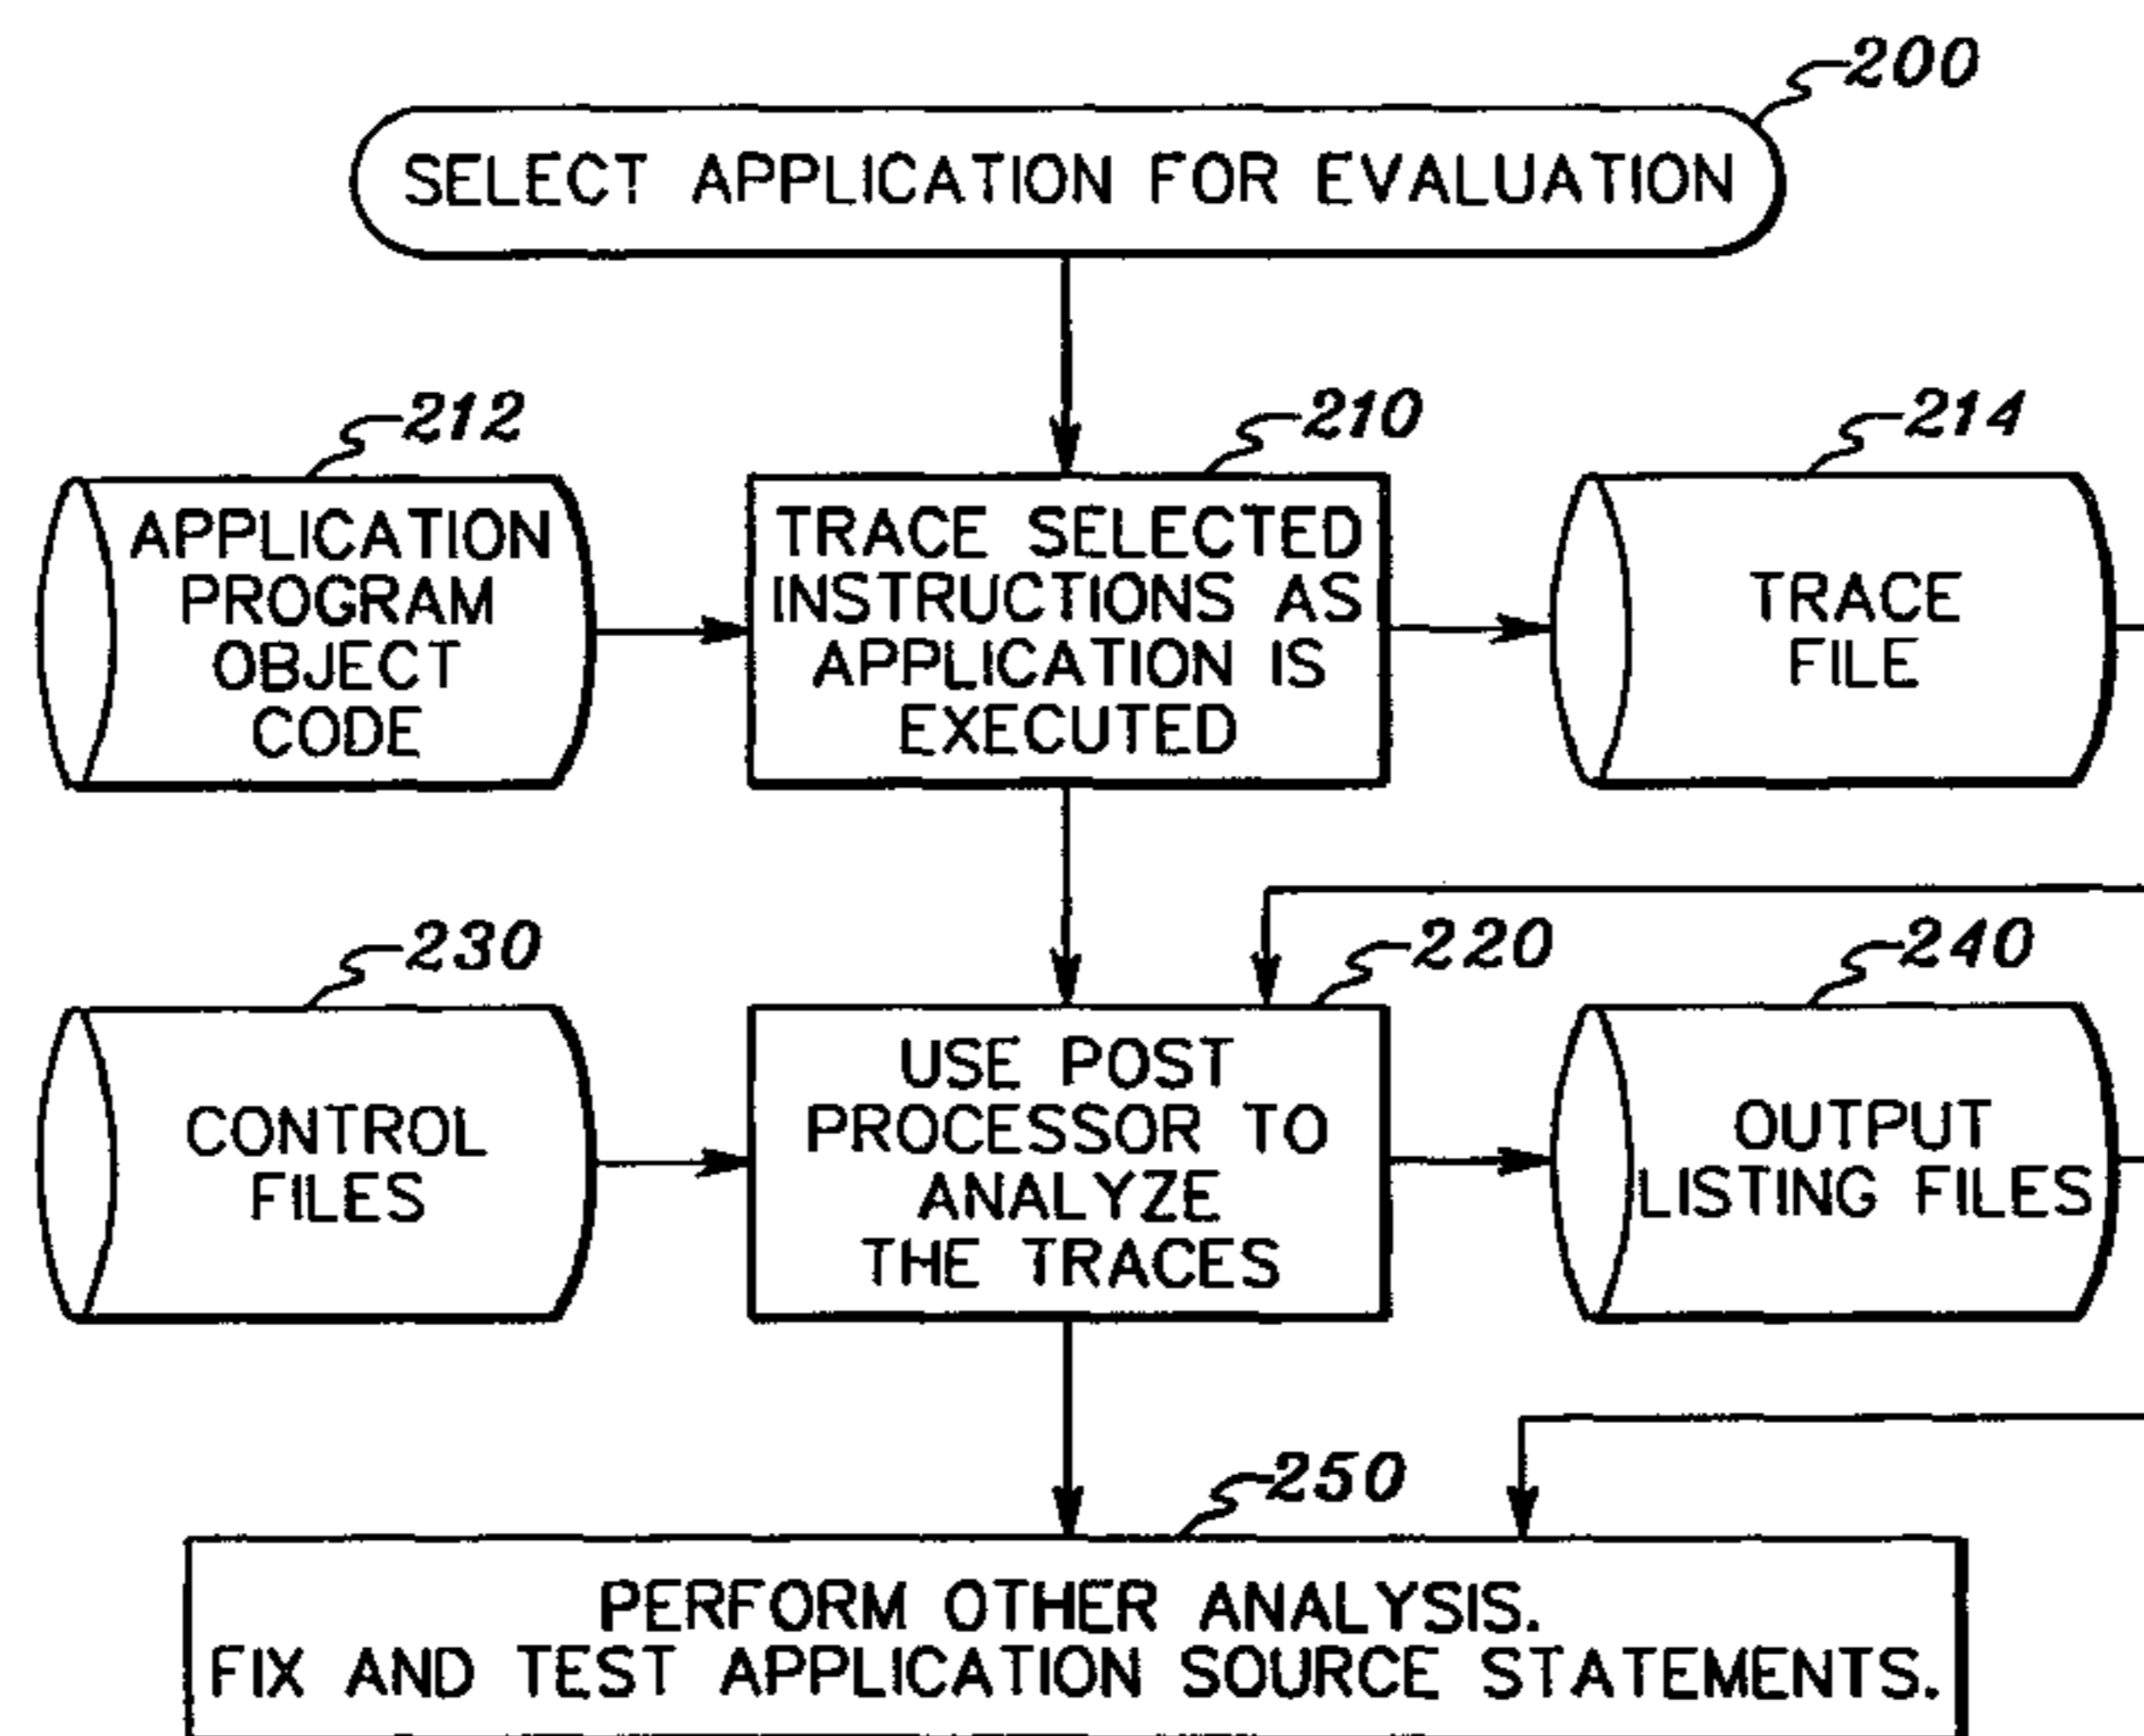 200
SELECT APPLICATION FOR EVALUATION
212
APPLICATION
PROGRAM
OBJECT
CODE
210
TRACE SELECTED
INSTRUCTIONS AS
APPLICATION IS
EXECUTED
214
TRACE
FILE
230
CONTROL
FILES
220
USE POST
PROCESSOR TO
ANALYZE
THE TRACES
240
OUTPUT
LISTING FILES
250
PERFORM OTHER ANALYSIS.
FIX AND TEST APPLICATION SOURCE STATEMENTS.